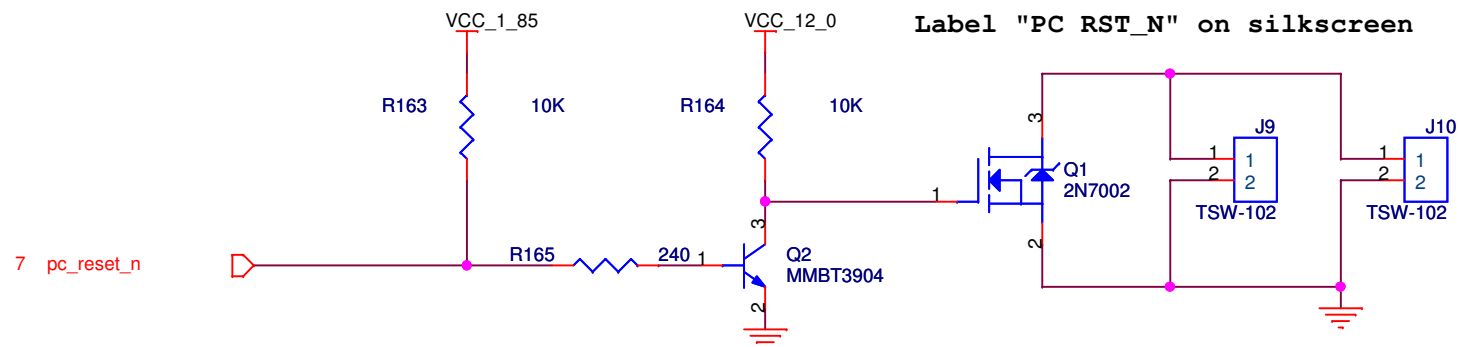 VCC_1_85
VCC_12_0
Label "PC RST_N" on silkscreen
R163 10K
R164 10K
3
J9
J10
1 1
1 1
2 2
2 2
Q1
2N7002
1
TSW-102
TSW-102
3
2
7 pc_reset_n
R165 240 1
Q2
MMBT3904
2